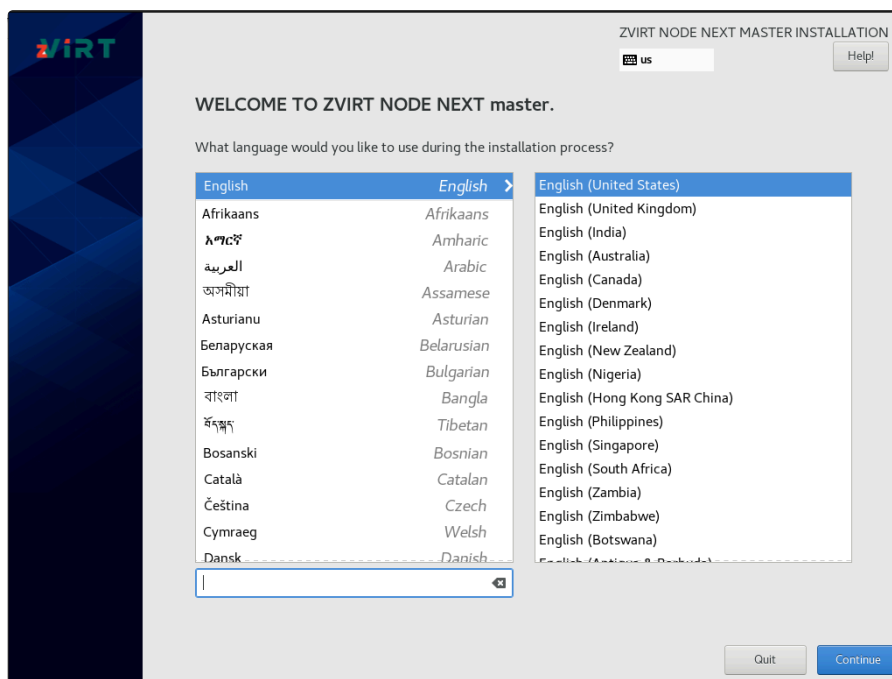 zViRT
ZVIRT NODE NEXT MASTER INSTALLATION
us
Help!
WELCOME TO ZVIRT NODE NEXT master.
What language would you like to use during the installation process?
English English
Afrikaans Afrikaans
አማርኛ Amharic
العربية Arabic
অসমীয়া Assamese
Asturianu Asturian
Беларуская Belarusian
Български Bulgarian
বাংলা Bangla
བོད་སྐད་ Tibetan
Bosanski Bosnian
Català Catalan
Čeština Czech
Cymraeg Welsh
Dansk Danish
English (United States)
English (United Kingdom)
English (India)
English (Australia)
English (Canada)
English (Denmark)
English (Ireland)
English (New Zealand)
English (Nigeria)
English (Hong Kong SAR China)
English (Philippines)
English (Singapore)
English (South Africa)
English (Zambia)
English (Zimbabwe)
English (Botswana)
English (Antigua & Barbuda)
Quit
Continue